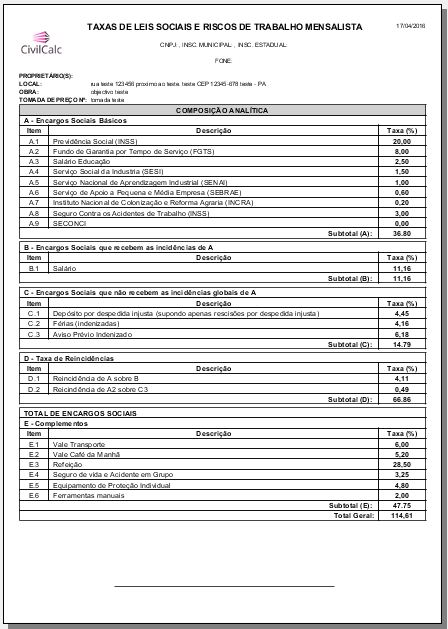 TAXAS DE LEIS SOCIAIS E RISCOS DE TRABALHO MENSALISTA
17/04/2016
CivilCalc
CNPJ: , INSC. MUNICIPAL: , INSC. ESTADUAL:
FONE:
PROPRIETÁRIO(S):
LOCAL: rua teste 123456 proximo ao teste. teste CEP 12345-678 teste - PA
OBRA: objectivo teste
TOMADA DE PREÇO Nº: tomada teste
COMPOSIÇÃO ANALÍTICA
A - Encargos Sociais Básicos
Item Descrição Taxa (%)
A.1 Previdência Social (INSS) 20,00
A.2 Fundo de Garantia por Tempo de Serviço (FGTS) 8,00
A.3 Salário Educação 2,50
A.4 Serviço Social da Indústria (SESI) 1,50
A.5 Serviço Nacional de Aprendizagem Industrial (SENAI) 1,00
A.6 Serviço de Apoio a Pequena e Média Empresa (SEBRAE) 0,60
A.7 Instituto Nacional de Colonização e Reforma Agraria (INCRA) 0,20
A.8 Seguro Contra os Acidentes de Trabalho (INSS) 3,00
A.9 SECONCI 0,00
Subtotal (A): 36.80
B - Encargos Sociais que recebem as incidências de A
Item Descrição Taxa (%)
B.1 Salário 11,16
Subtotal (B): 11,16
C - Encargos Sociais que não recebem as incidências globais de A
Item Descrição Taxa (%)
C.1 Depósito por despedida injusta (supondo apenas rescisões por despedida injusta) 4,45
C.2 Férias (indenizadas) 4,16
C.3 Aviso Prévio Indenizado 6,18
Subtotal (C): 14.79
D - Taxa de Reincidências
Item Descrição Taxa (%)
D.1 Reincidência de A sobre B 4,11
D.2 Reicindência de A2 sobre C3 0,49
Subtotal (D): 66.86
TOTAL DE ENCARGOS SOCIAIS
E - Complementos
Item Descrição Taxa (%)
E.1 Vale Transporte 6,00
E.2 Vale Café da Manhã 5,20
E.3 Refeição 28,50
E.4 Seguro de vida e Acidente em Grupo 3,25
E.5 Equipamento de Proteção Individual 4,80
E.6 Ferramentas manuais 2,00
Subtotal (E): 47.75
Total Geral: 114,61